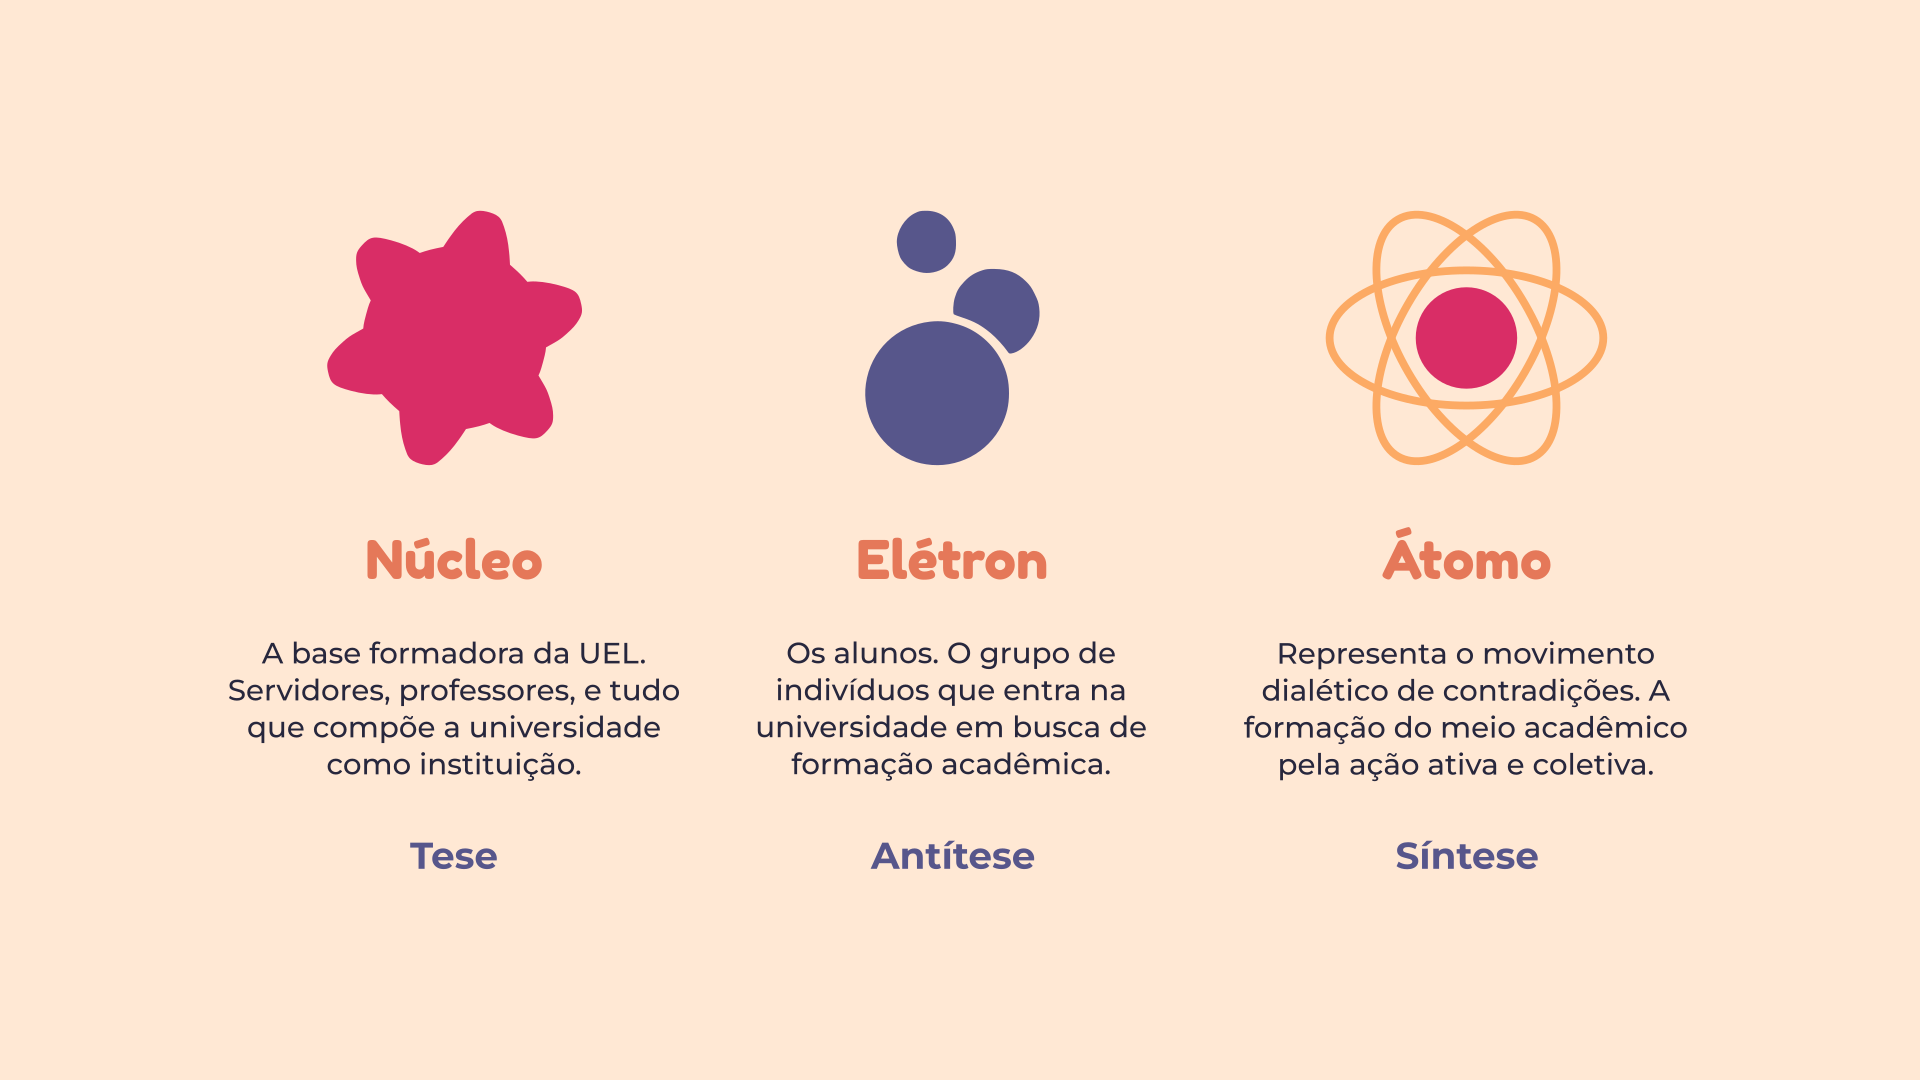 Núcleo
A base formadora da UEL.
Servidores, professores, e tudo
que compõe a universidade
como instituição.
Tese
Elétron
Os alunos. O grupo de
indivíduos que entra na
universidade em busca de
formação acadêmica.
Antítese
Átomo
Representa o movimento
dialético de contradições. A
formação do meio acadêmico
pela ação ativa e coletiva.
Síntese